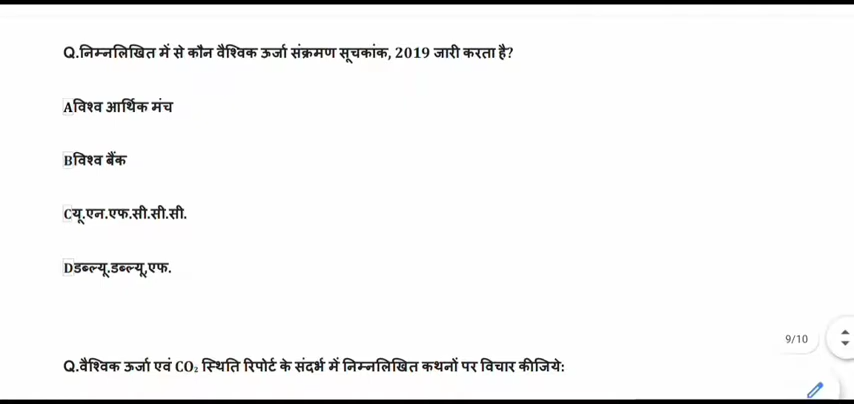 Q.निम्नलिखित में से कौन वैश्विक ऊर्जा संक्रमण सूचकांक, 2019 जारी करता है?
Aविश्व आर्थिक मंच
Bविश्व बैंक
Cयू.एन.एफ.सी.सी.सी.
Dडब्ल्यू.डब्ल्यू.एफ.
9/10
Q.वैश्विक ऊर्जा एवं CO₂ स्थिति रिपोर्ट के संदर्भ में निम्नलिखित कथनों पर विचार कीजिये: